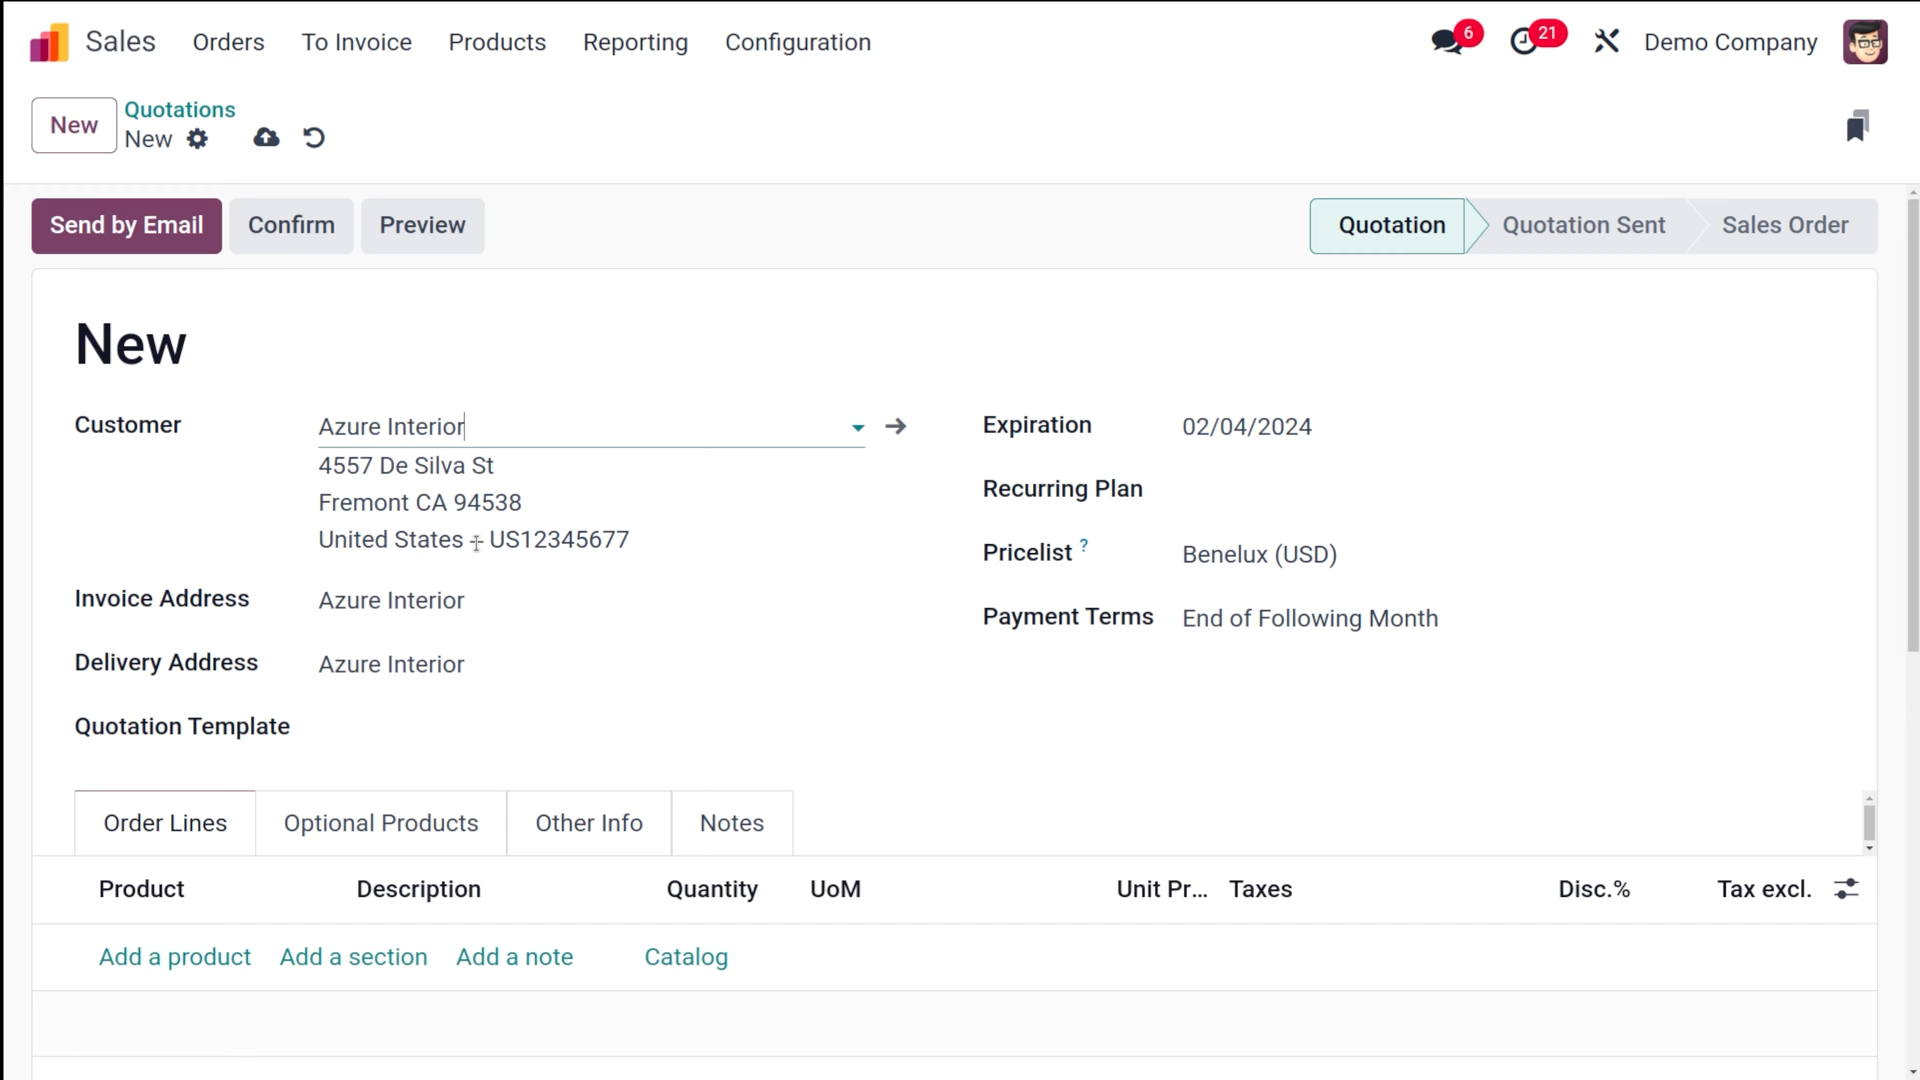 Sales Orders To Invoice Products Reporting Configuration 6 21 Demo Company
New Quotations
New
Send by Email Confirm Preview Quotation Quotation Sent Sales Order
New
Customer Azure Interior Expiration 02/04/2024
4557 De Silva St
Fremont CA 94538 Recurring Plan
United States – US12345677 Pricelist ? Benelux (USD)
Invoice Address Azure Interior Payment Terms End of Following Month
Delivery Address Azure Interior
Quotation Template
Order Lines Optional Products Other Info Notes
Product Description Quantity UoM Unit Pr... Taxes Disc.% Tax excl.
Add a product Add a section Add a note Catalog